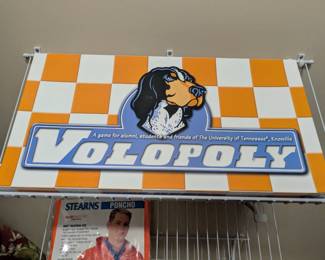 A game for alumni, students and friends of The University of Tennessee®, Knoxville
VOLOPOLY
STEARNS
PONCHO